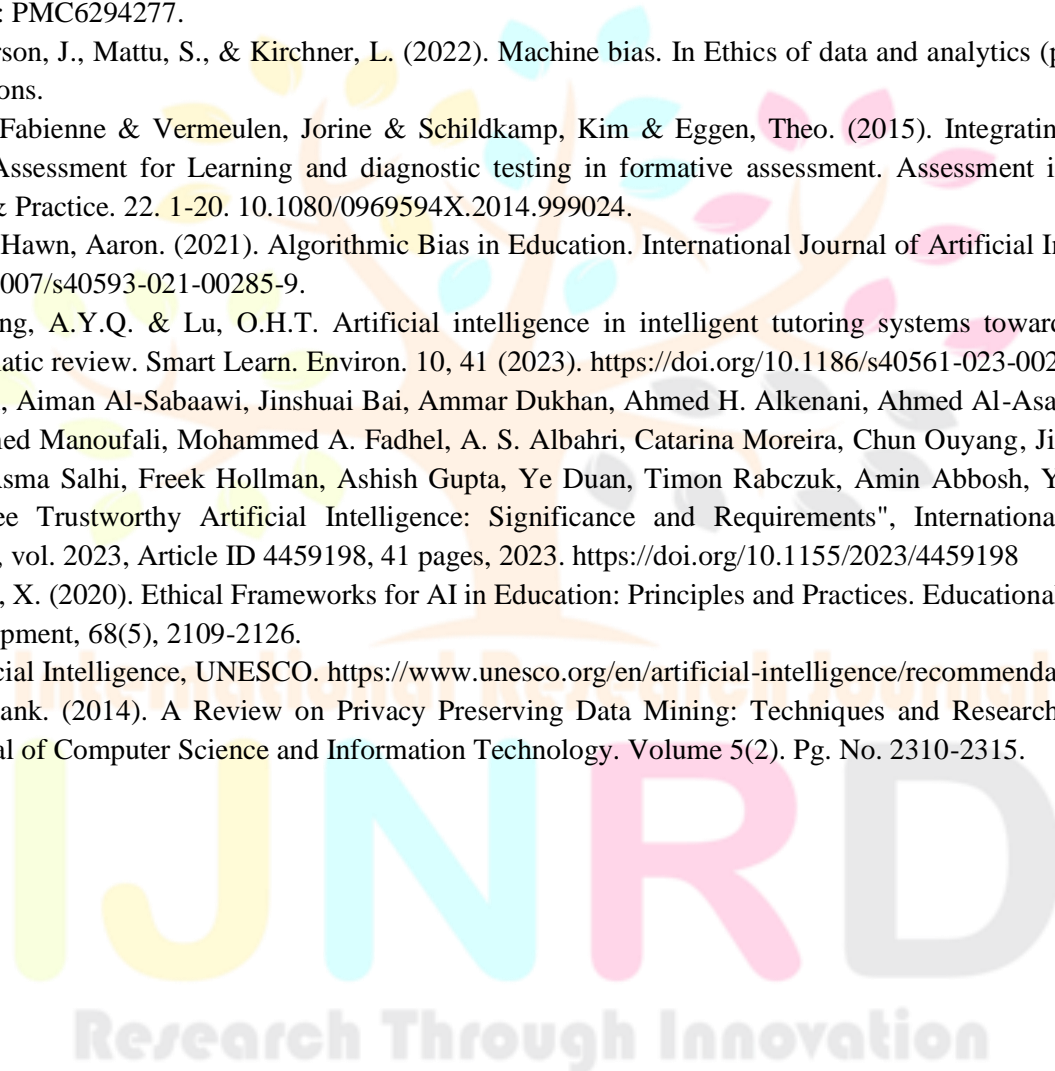 : PMC6294277.
rson, J., Mattu, S., & Kirchner, L. (2022). Machine bias. In Ethics of data and analytics (p
ons.
Fabienne & Vermeulen, Jorine & Schildkamp, Kim & Eggen, Theo. (2015). Integratin
Assessment for Learning and diagnostic testing in formative assessment. Assessment i
& Practice. 22. 1-20. 10.1080/0969594X.2014.999024.
Hawn, Aaron. (2021). Algorithmic Bias in Education. International Journal of Artificial In
007/s40593-021-00285-9.
ng, A.Y.Q. & Lu, O.H.T. Artificial intelligence in intelligent tutoring systems toward
natic review. Smart Learn. Environ. 10, 41 (2023). https://doi.org/10.1186/s40561-023-002
, Aiman Al-Sabaawi, Jinshuai Bai, Ammar Dukhan, Ahmed H. Alkenani, Ahmed Al-Asa
ned Manoufali, Mohammed A. Fadhel, A. S. Albahri, Catarina Moreira, Chun Ouyang, Ji
Asma Salhi, Freek Hollman, Ashish Gupta, Ye Duan, Timon Rabczuk, Amin Abbosh, Y
ee Trustworthy Artificial Intelligence: Significance and Requirements", International
, vol. 2023, Article ID 4459198, 41 pages, 2023. https://doi.org/10.1155/2023/4459198
, X. (2020). Ethical Frameworks for AI in Education: Principles and Practices. Educational
pment, 68(5), 2109-2126.
International Research Journal
cial Intelligence, UNESCO. https://www.unesco.org/en/artificial-intelligence/recommenda
ank. (2014). A Review on Privacy Preserving Data Mining: Techniques and Research
al of Computer Science and Information Technology. Volume 5(2). Pg. No. 2310-2315.
IJNRD
Research Through Innovation